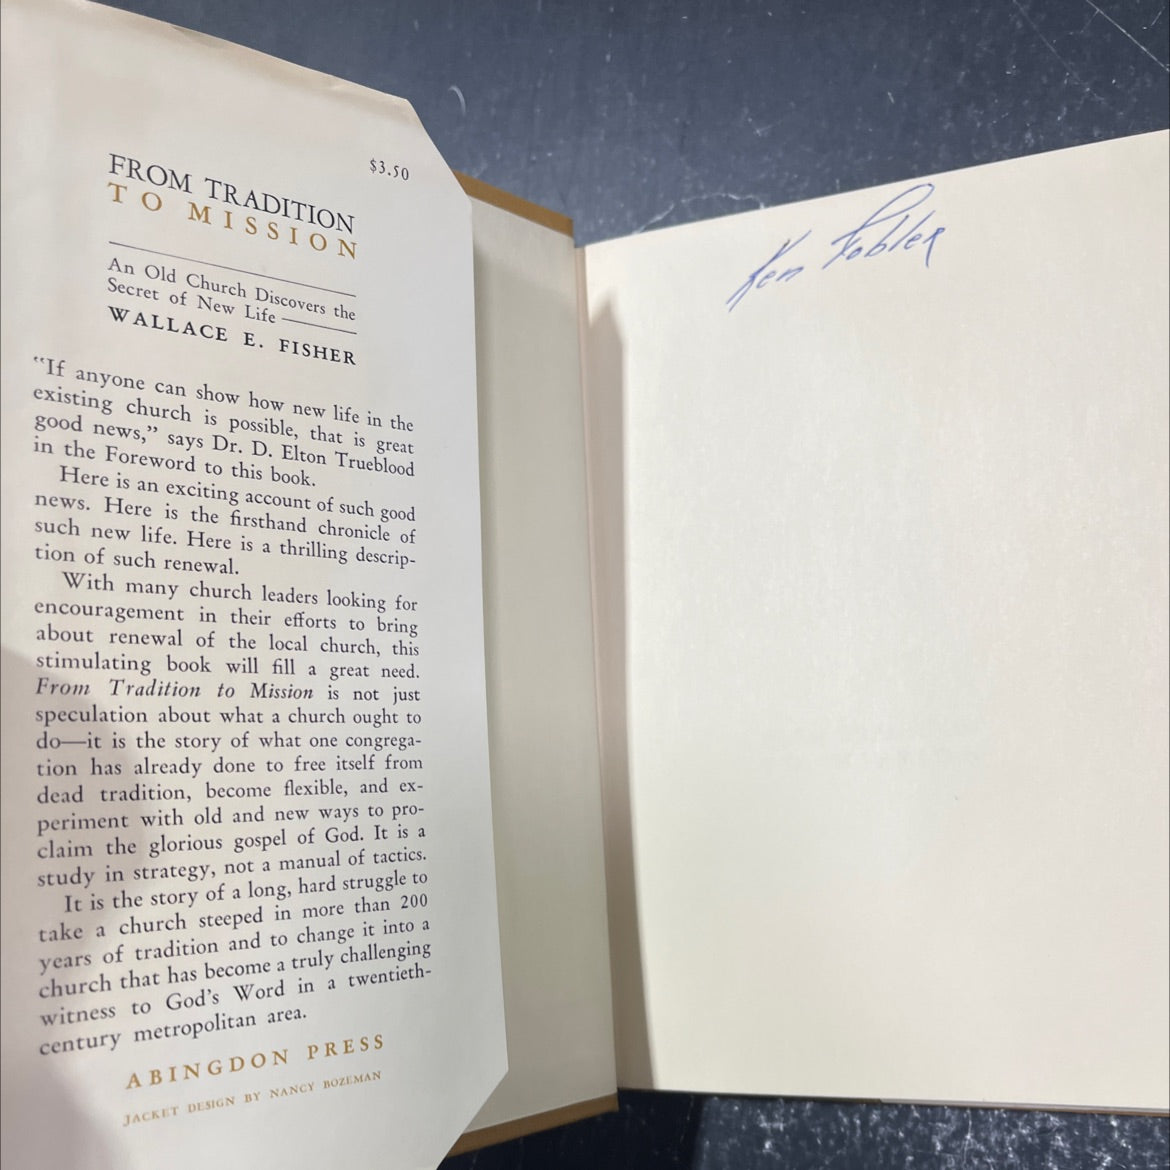 $3.50
FROM TRADITION
TO MISSION
An Old Church Discovers the
Secret of New Life
WALLACE E. FISHER
“If anyone can show how new life in the
existing church is possible, that is great
good news,” says Dr. D. Elton Trueblood
in the Foreword to this book.
Here is an exciting account of such good
news. Here is the firsthand chronicle of
such new life. Here is a thrilling descrip-
tion of such renewal.
With many church leaders looking for
encouragement in their efforts to bring
about renewal of the local church, this
stimulating book will fill a great need.
From Tradition to Mission is not just
speculation about what a church ought to
do—it is the story of what one congrega-
tion has already done to free itself from
dead tradition, become flexible, and ex-
periment with old and new ways to pro-
claim the glorious gospel of God. It is a
study in strategy, not a manual of tactics.
It is the story of a long, hard struggle to
take a church steeped in more than 200
years of tradition and to change it into a
church that has become a truly challenging
witness to God’s Word in a twentieth-
century metropolitan area.
ABINGDON PRESS
JACKET DESIGN BY NANCY BOZEMAN
Ken